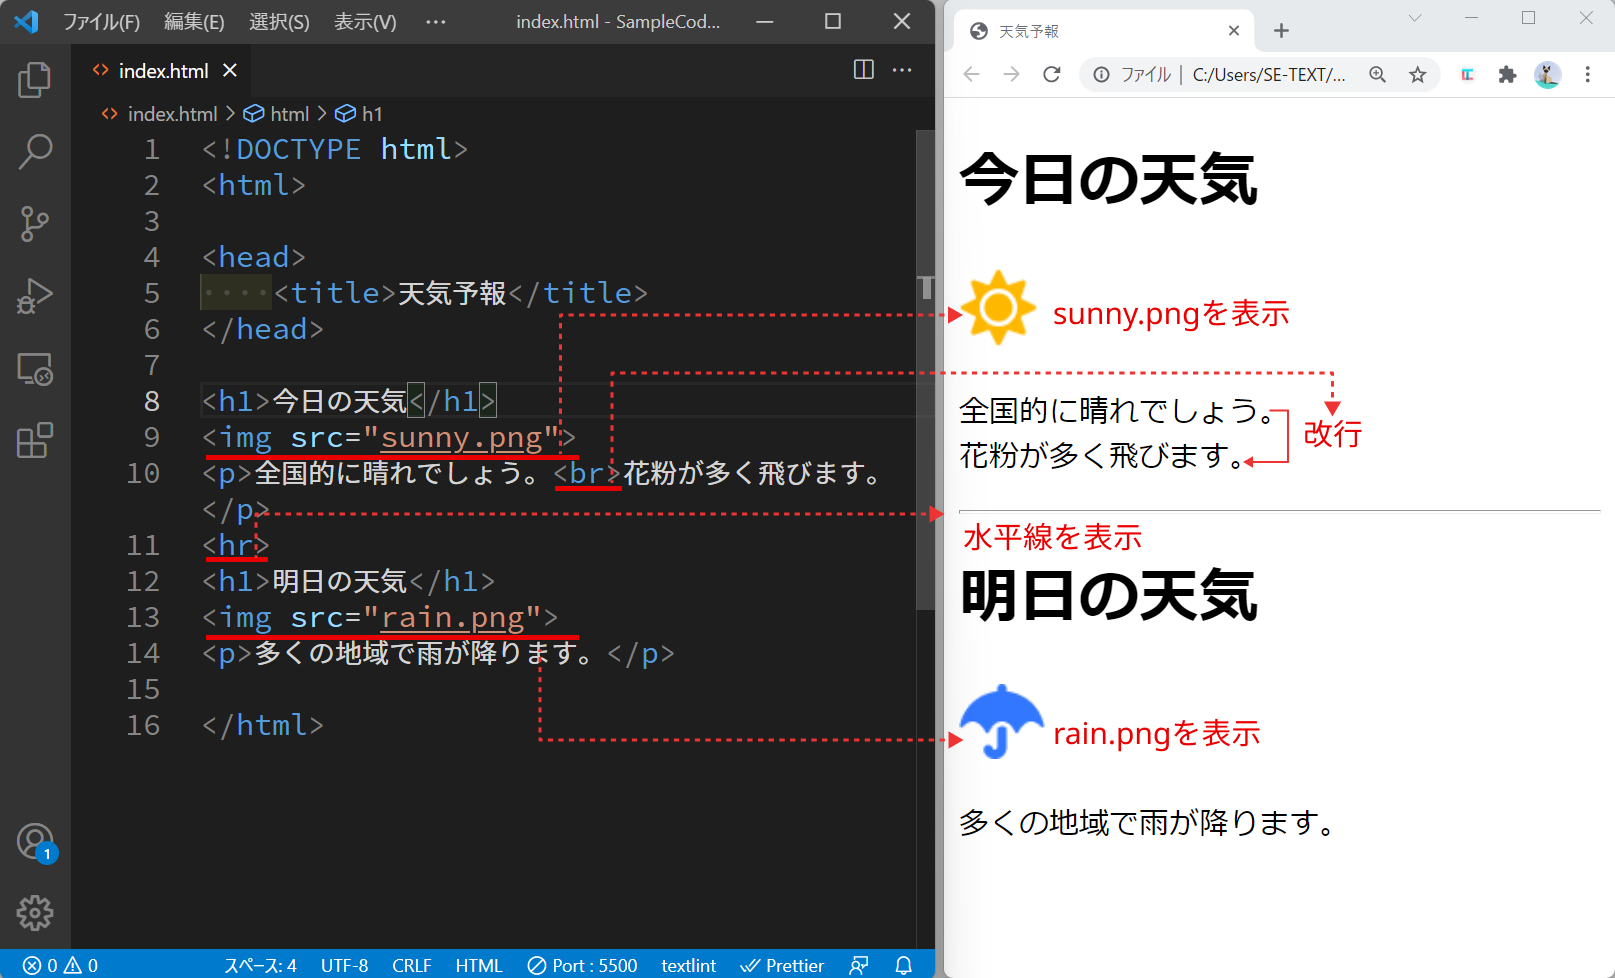 ファイル(F) 編集(E) 選択(S) 表示(V) ··· index.html - SampleCod...
index.html
index.html > html > h1
1 <!DOCTYPE html>
2 <html>
3
4 <head>
5 ····<title>天気予報</title>
6 </head>
7
8 <h1>今日の天気</h1>
9 <img src="sunny.png">
10 <p>全国的に晴れでしょう。<br>花粉が多く飛びます。
</p>
11 <hr>
12 <h1>明日の天気</h1>
13 <img src="rain.png">
14 <p>多くの地域で雨が降ります。</p>
15
16 </html>
1
0 0 スペース: 4 UTF-8 CRLF HTML Port : 5500 textlint Prettier
天気予報
ファイル | C:/Users/SE-TEXT/...
今日の天気
sunny.pngを表示
全国的に晴れでしょう。
改行
花粉が多く飛びます。
水平線を表示
明日の天気
rain.pngを表示
多くの地域で雨が降ります。